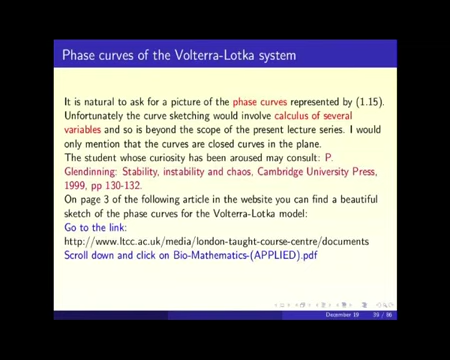 Phase curves of the Volterra-Lotka system
It is natural to ask for a picture of the phase curves represented by (1.15).
Unfortunately the curve sketching would involve calculus of several
variables and so is beyond the scope of the present lecture series. I would
only mention that the curves are closed curves in the plane.
The student whose curiosity has been aroused may consult: P.
Glendinning: Stability, instability and chaos, Cambridge University Press,
1999, pp 130-132.
On page 3 of the following article in the website you can find a beautiful
sketch of the phase curves for the Volterra-Lotka model:
Go to the link:
http://www.ltcc.ac.uk/media/london-taught-course-centre/documents
Scroll down and click on Bio-Mathematics-(APPLIED).pdf
December 19